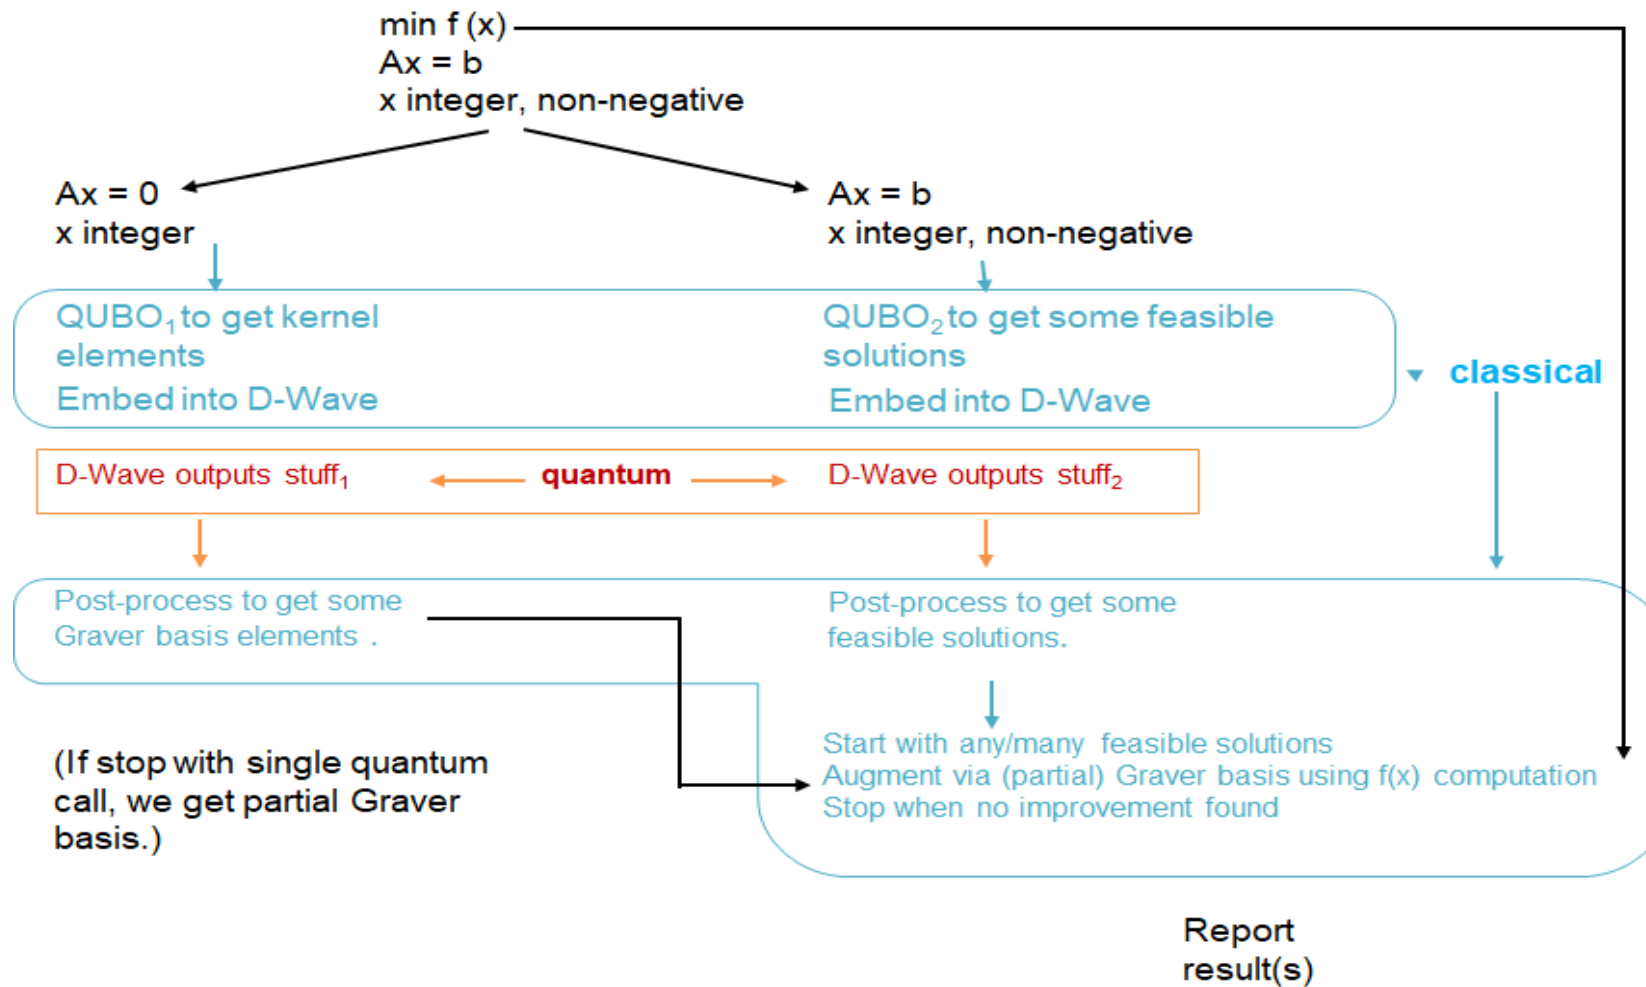 min f (x)
Ax = b
x integer, non-negative
Ax = 0
x integer
Ax = b
x integer, non-negative
QUBO₁ to get kernel
elements
Embed into D-Wave
QUBO₂ to get some feasible
solutions
Embed into D-Wave
classical
D-Wave outputs stuff₁
quantum
D-Wave outputs stuff₂
Post-process to get some
Graver basis elements .
Post-process to get some
feasible solutions.
(If stop with single quantum
call, we get partial Graver
basis.)
Start with any/many feasible solutions
Augment via (partial) Graver basis using f(x) computation
Stop when no improvement found
Report
result(s)